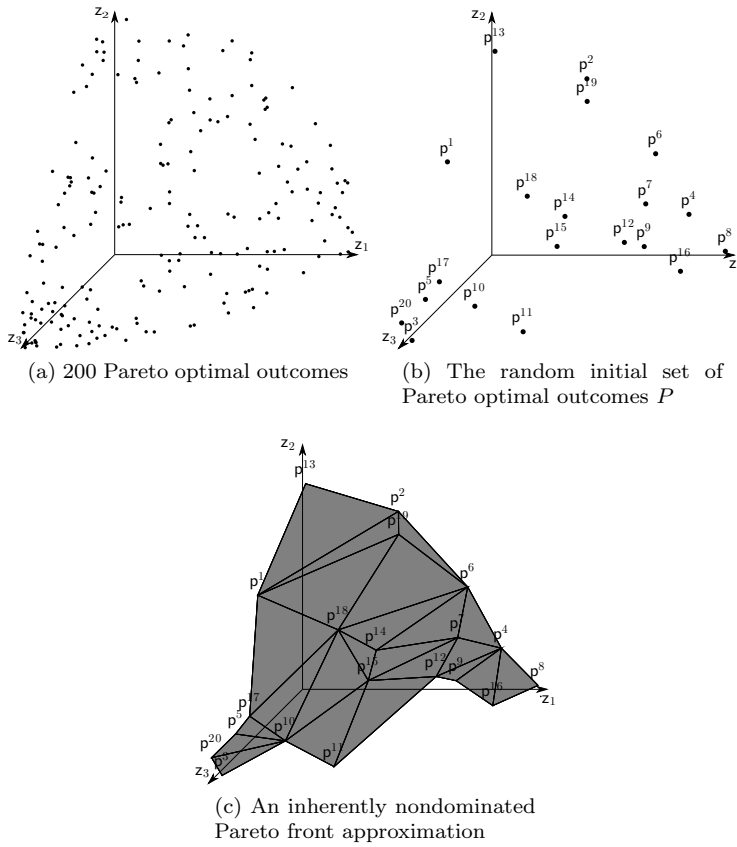 z₂
z₁
z₃
(a) 200 Pareto optimal outcomes
z₂
p¹³
p²
p¹⁹
p⁶
p¹
p¹⁸
p⁷
p¹⁴
p⁴
p¹⁵
p¹²
p⁹
p⁸
z
p¹⁶
p¹⁷
p⁵
p¹⁰
p²⁰
p¹¹
p³
z₃
(b) The random initial set of
Pareto optimal outcomes P
z₂
p¹³
p²
p¹⁹
p⁶
p¹
p¹⁸
p⁷
p¹⁴
p⁴
p¹⁵
p¹²
p⁹
p⁸
p¹⁶
z₁
p¹⁷
p⁵
p¹⁰
p²⁰
p¹¹
p³
z₃
(c) An inherently nondominated
Pareto front approximation